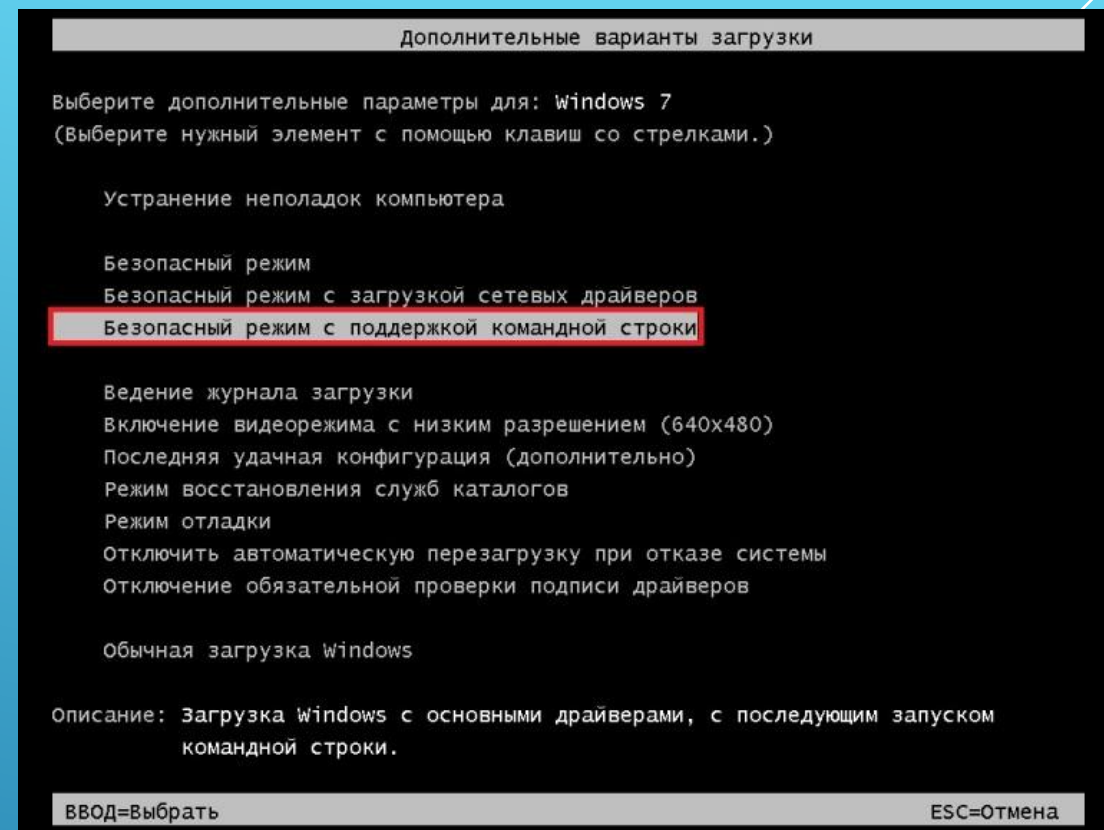 Дополнительные варианты загрузки
Выберите дополнительные параметры для: Windows 7
(Выберите нужный элемент с помощью клавиш со стрелками.)
Устранение неполадок компьютера
Безопасный режим
Безопасный режим с загрузкой сетевых драйверов
Безопасный режим с поддержкой командной строки
Ведение журнала загрузки
Включение видеорежима с низким разрешением (640x480)
Последняя удачная конфигурация (дополнительно)
Режим восстановления служб каталогов
Режим отладки
Отключить автоматическую перезагрузку при отказе системы
Отключение обязательной проверки подписи драйверов
Обычная загрузка Windows
Описание: Загрузка Windows с основными драйверами, с последующим запуском
командной строки.
ВВОД=Выбрать ESC=Отмена